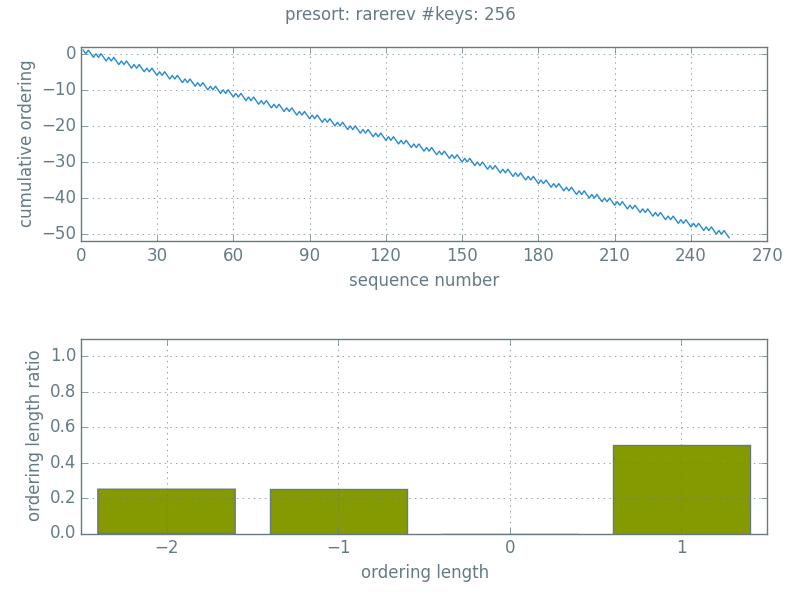 presort: rarerev #keys: 256
cumulative ordering
0
−10
−20
−30
−40
−50
0 30 60 90 120 150 180 210 240 270
sequence number
ordering length ratio
1.0
0.8
0.6
0.4
0.2
0.0
−2 −1 0 1
ordering length